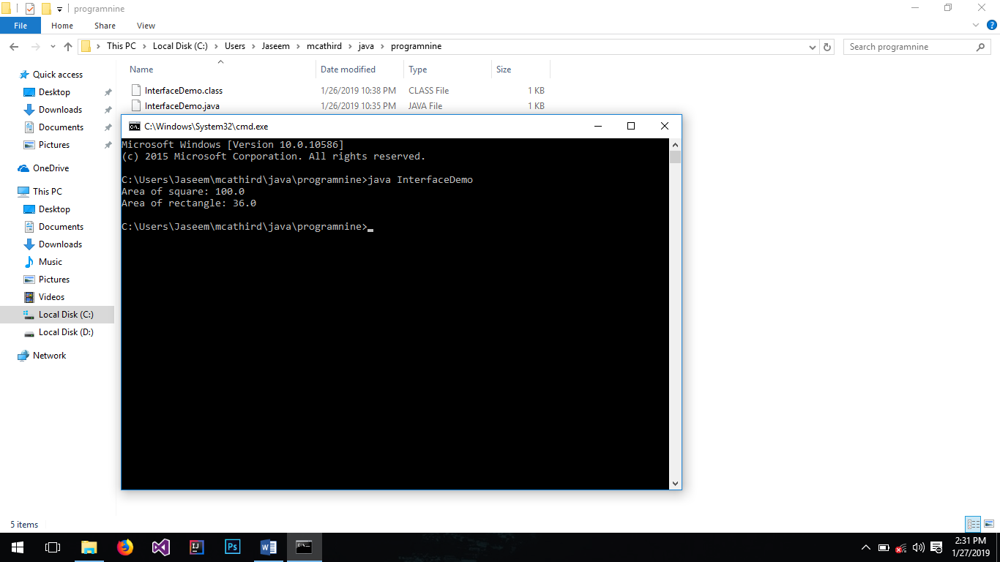 programnine
File Home Share View
This PC Local Disk (C:) Users Jaseem mcathird java programnine Search programnine
Name Date modified Type Size
InterfaceDemo.class 1/26/2019 10:38 PM CLASS File 1 KB
InterfaceDemo.java 1/26/2019 10:35 PM JAVA File 1 KB
Quick access
Desktop
Downloads
Documents
Pictures
OneDrive
This PC
Desktop
Documents
Downloads
Music
Pictures
Videos
Local Disk (C:)
Local Disk (D:)
Network
C:\Windows\System32\cmd.exe
Microsoft Windows [Version 10.0.10586]
(c) 2015 Microsoft Corporation. All rights reserved.
C:\Users\Jaseem\mcathird\java\programnine>java InterfaceDemo
Area of square: 100.0
Area of rectangle: 36.0
C:\Users\Jaseem\mcathird\java\programnine>
5 items
2:31 PM
1/27/2019